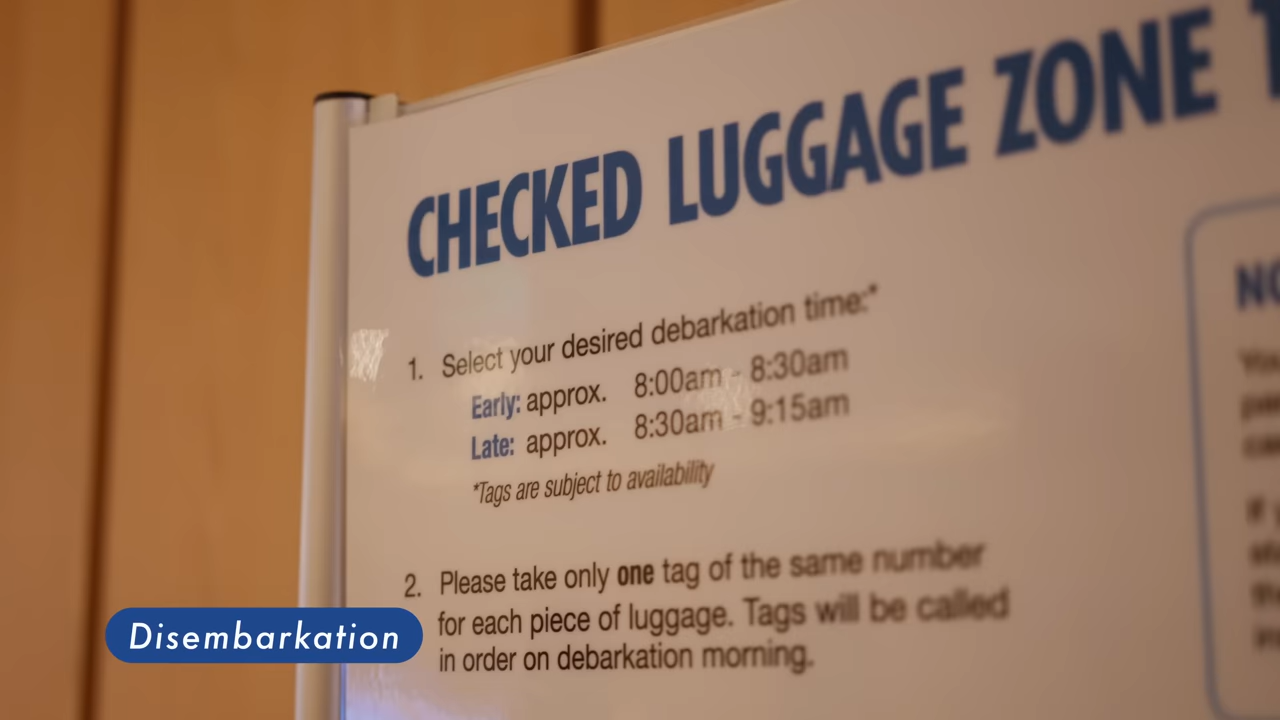 CHECKED LUGGAGE ZONE
1. Select your desired debarkation time:*
Early: approx. 8:00am - 8:30am
Late: approx. 8:30am - 9:15am
*Tags are subject to availability
2. Please take only one tag of the same number
for each piece of luggage. Tags will be called
in order on debarkation morning.
Disembarkation